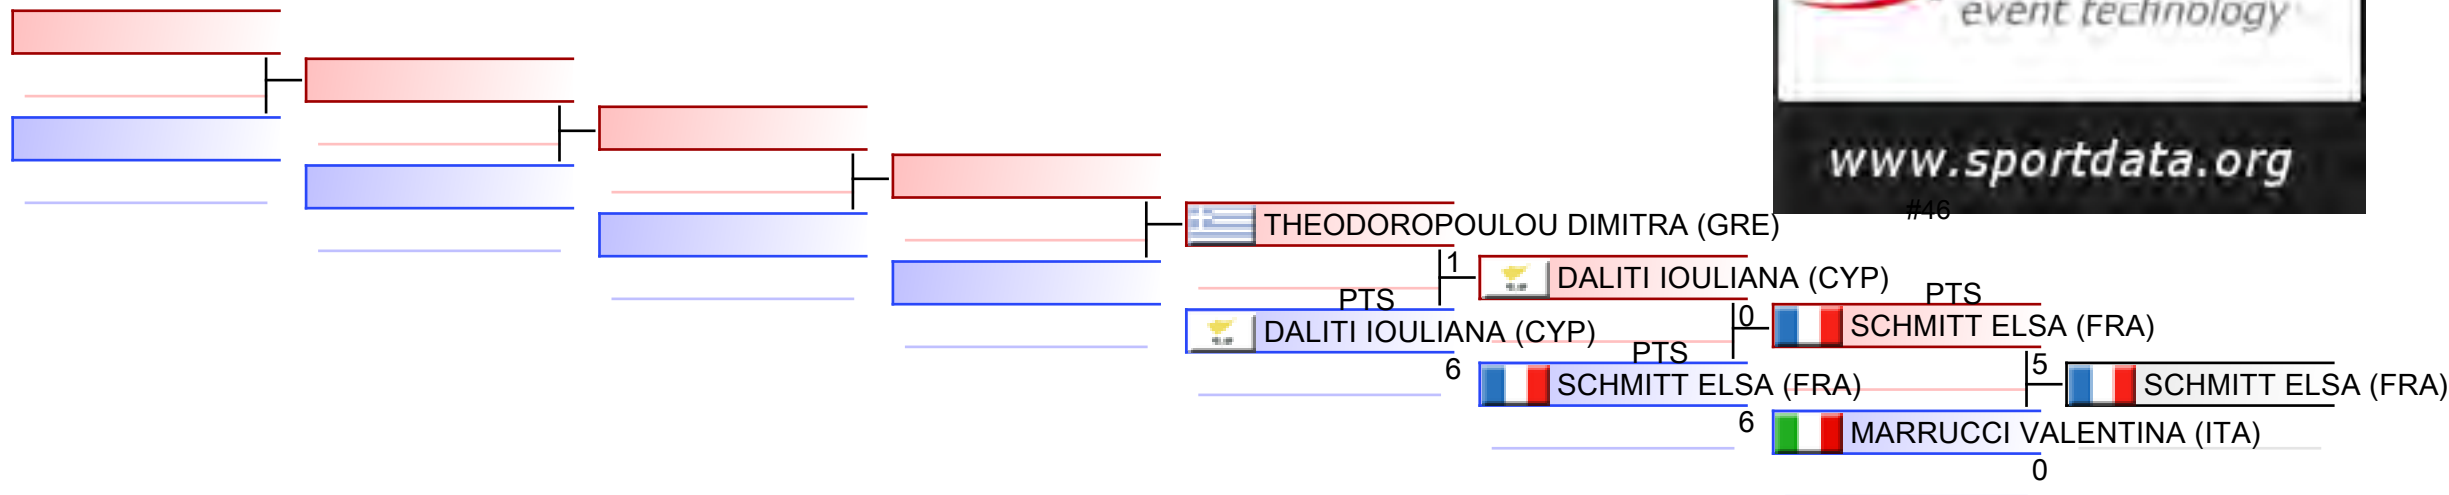 event technology
www.sportdata.org
#46
THEODOROPOULOU DIMITRA (GRE)
1
DALITI IOULIANA (CYP)
PTS
PTS
DALITI IOULIANA (CYP)
0
SCHMITT ELSA (FRA)
PTS
6
5
SCHMITT ELSA (FRA)
SCHMITT ELSA (FRA)
6
MARRUCCI VALENTINA (ITA)
0